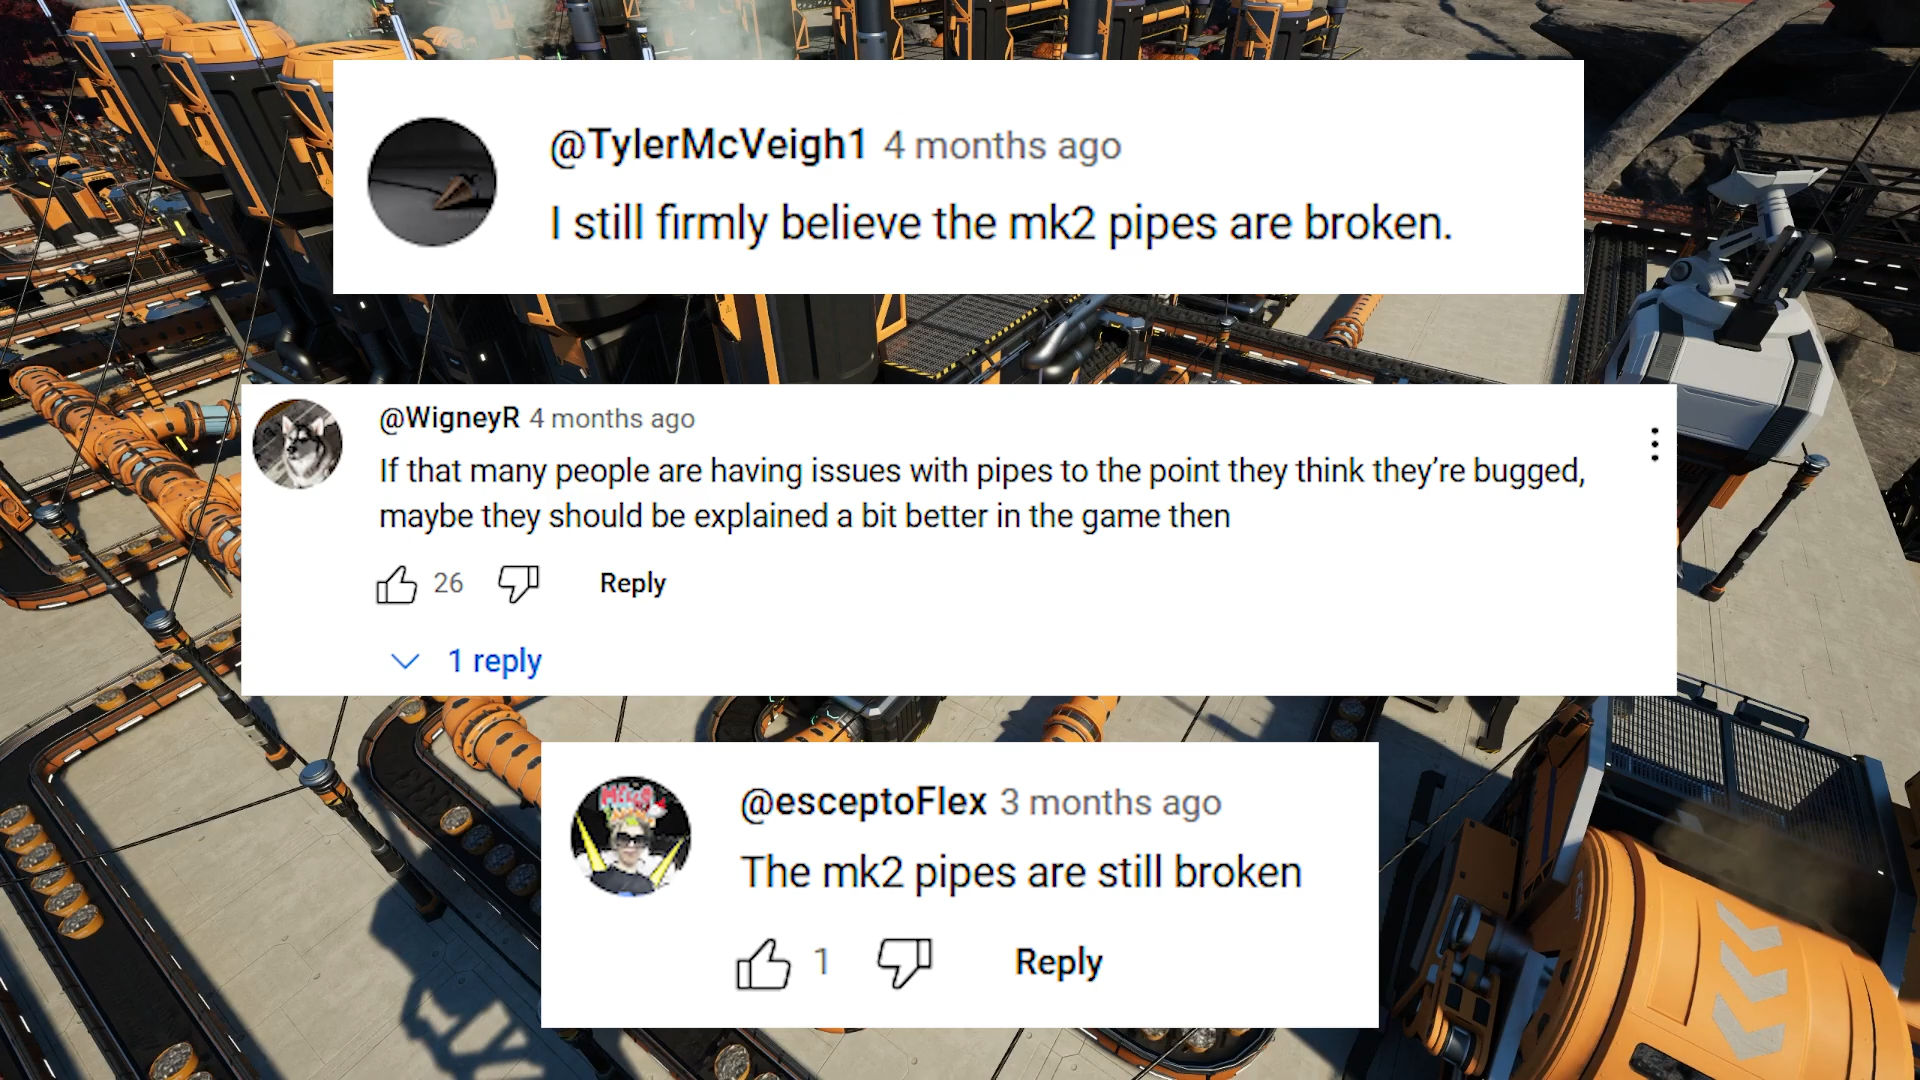 @TylerMcVeigh1 4 months ago
I still firmly believe the mk2 pipes are broken.
@WigneyR 4 months ago
If that many people are having issues with pipes to the point they think they’re bugged,
maybe they should be explained a bit better in the game then
26 Reply
1 reply
@esceptoFlex 3 months ago
The mk2 pipes are still broken
1 Reply